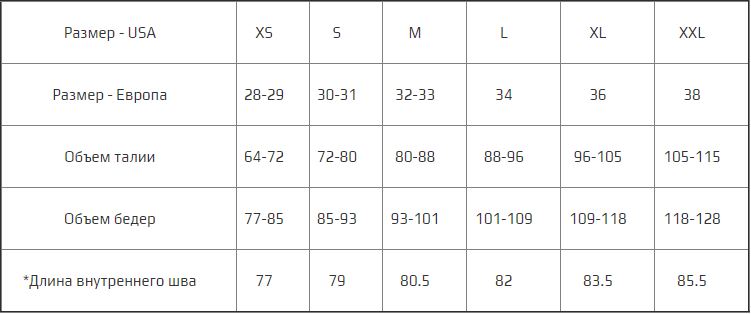 Размер - USA XS S M L XL XXL
Размер - Европа 28-29 30-31 32-33 34 36 38
Объем талии 64-72 72-80 80-88 88-96 96-105 105-115
Объем бедер 77-85 85-93 93-101 101-109 109-118 118-128
*Длина внутреннего шва 77 79 80.5 82 83.5 85.5